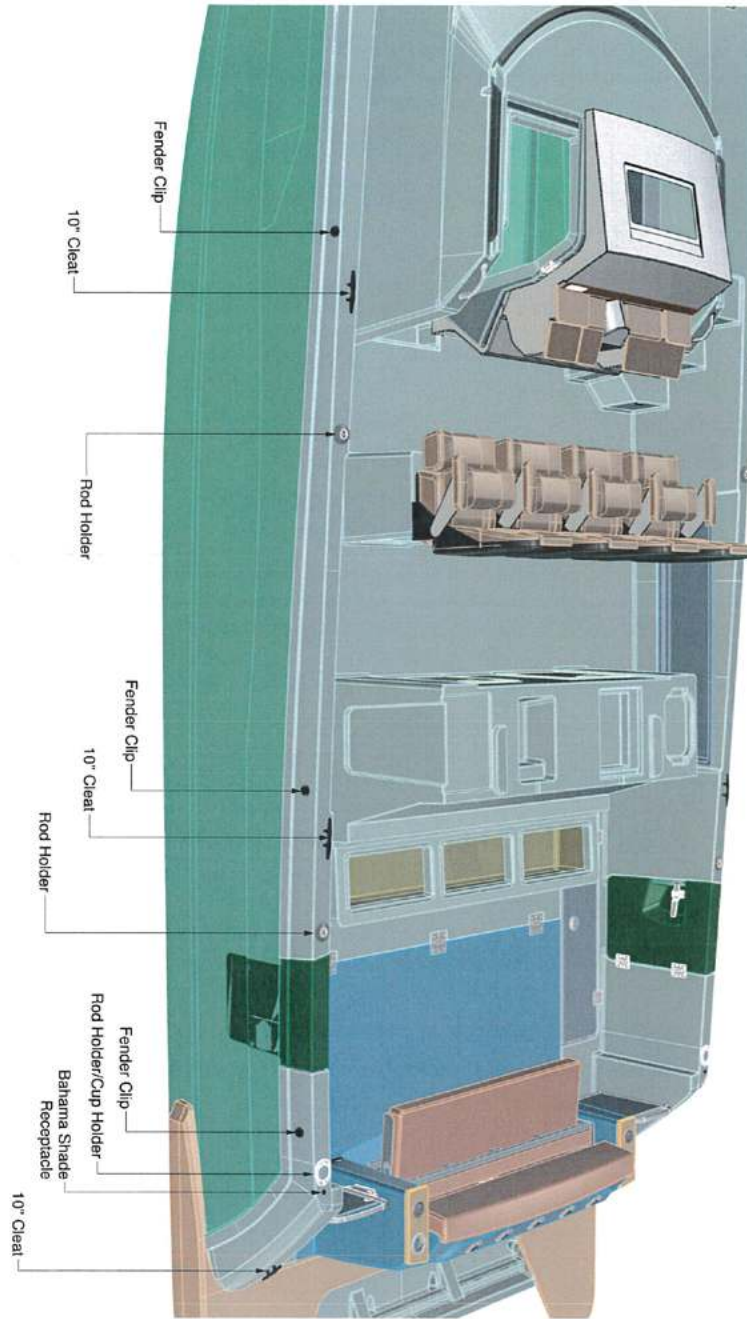 Fender Clip
10" Cleat
Rod Holder
Fender Clip
10" Cleat
Rod Holder
Fender Clip
Rod Holder/Cup Holder
Bahama Shade
Receptacle
10" Cleat